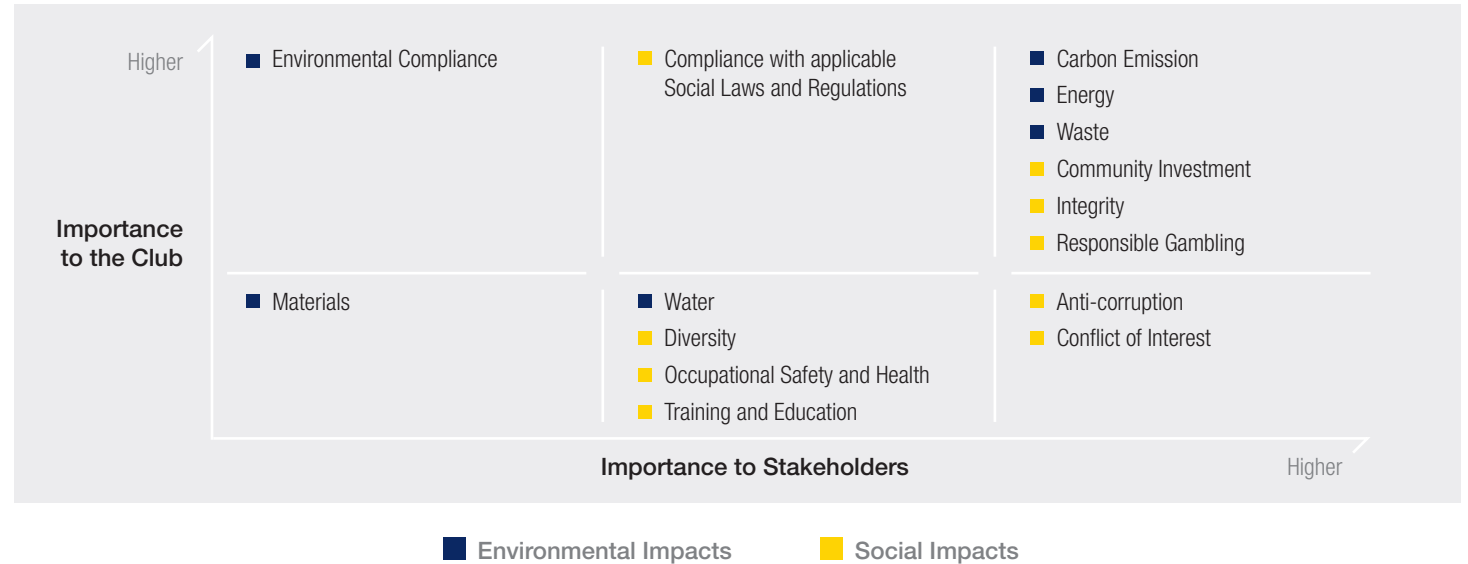 Higher
Environmental Compliance
Compliance with applicable
Social Laws and Regulations
Carbon Emission
Energy
Waste
Community Investment
Integrity
Responsible Gambling
Importance
to the Club
Materials
Water
Diversity
Occupational Safety and Health
Training and Education
Anti-corruption
Conflict of Interest
Importance to Stakeholders
Higher
Environmental Impacts
Social Impacts